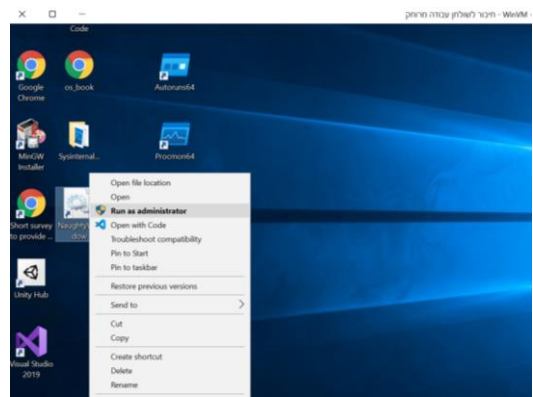 WinVM - חיבור לשולחן עבודה מרוחק
Code
Google
Chrome
os_book
Autoruns64
MinGW
Installer
Sysinternal...
Procmon64
Short survey
to provide ...
Unity Hub
Visual Studio
2019
Open file location
Open
Run as administrator
Open with Code
Troubleshoot compatibility
Pin to Start
Pin to taskbar
Restore previous versions
Send to
Cut
Copy
Create shortcut
Delete
Rename